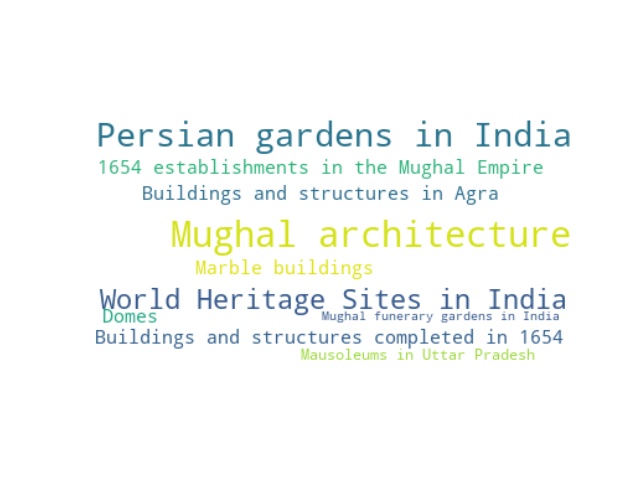 Persian gardens in India
1654 establishments in the Mughal Empire
Buildings and structures in Agra
Mughal architecture
Marble buildings
World Heritage Sites in India
Domes
Mughal funerary gardens in India
Buildings and structures completed in 1654
Mausoleums in Uttar Pradesh